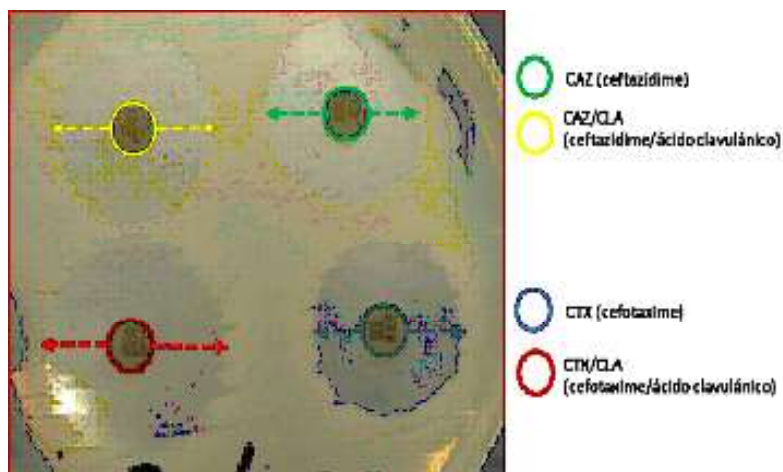 CAZ (ceftazidime)
CAZ/CLA
(ceftazidime/ácido clavulánico)
CTX (cefotaxime)
CTX/CLA
(cefotaxime/ácido clavulánico)